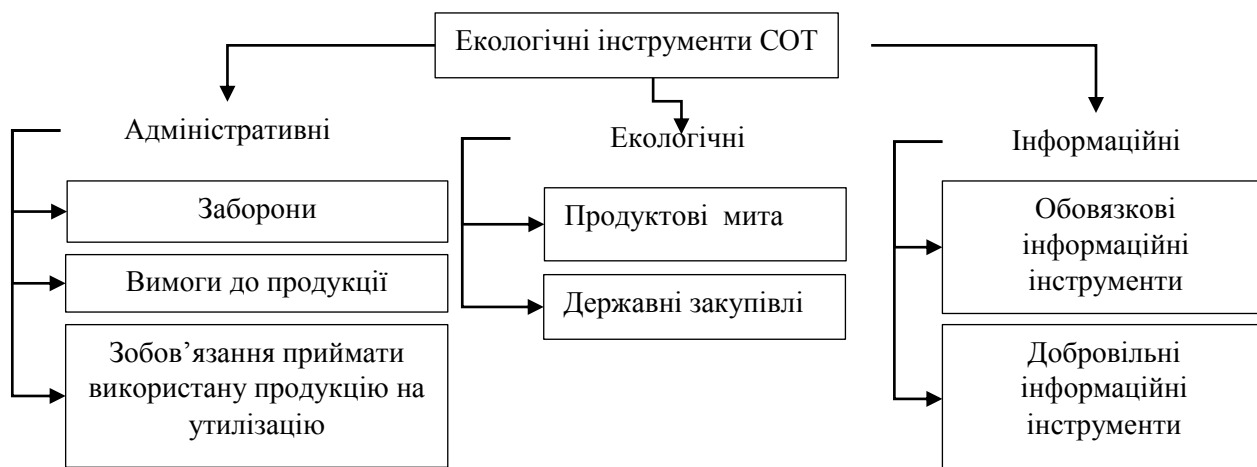 Екологічні інструменти СОТ
Адміністративні
Заборони
Вимоги до продукції
Зобов’язання приймати
використану продукцію на
утилізацію
Екологічні
Продуктові мита
Державні закупівлі
Інформаційні
Обовязкові
інформаційні
інструменти
Добровільні
інформаційні
інструменти